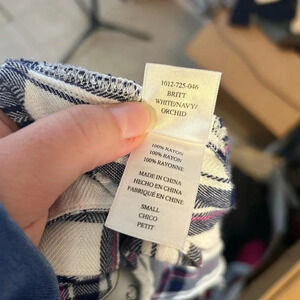 1012-725-046
BRITT
WHITE/NAVY/
ORCHID
100% RAYON
100% RAYON
100% RAYONNE
MADE IN CHINA
HECHO EN CHINA
FABRIQUÉ EN CHINE
SMALL
CHICO
PETIT